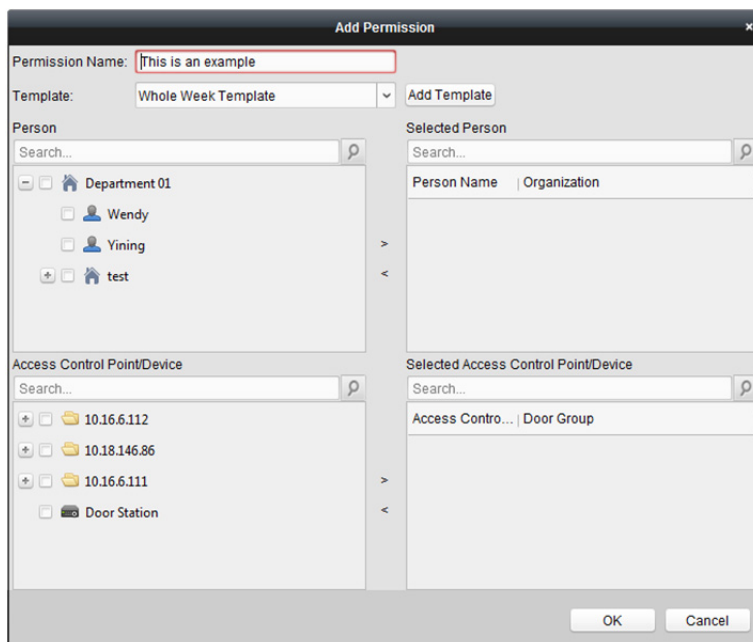 Add Permission
Permission Name: This is an example
Template: Whole Week Template Add Template
Person
Search...
Department 01
Wendy
Yining
test
Selected Person
Search...
Person Name Organization
>
<
Access Control Point/Device
Search...
10.16.6.112
10.18.146.86
10.16.6.111
Door Station
Selected Access Control Point/Device
Search...
Access Contro... Door Group
>
<
OK Cancel